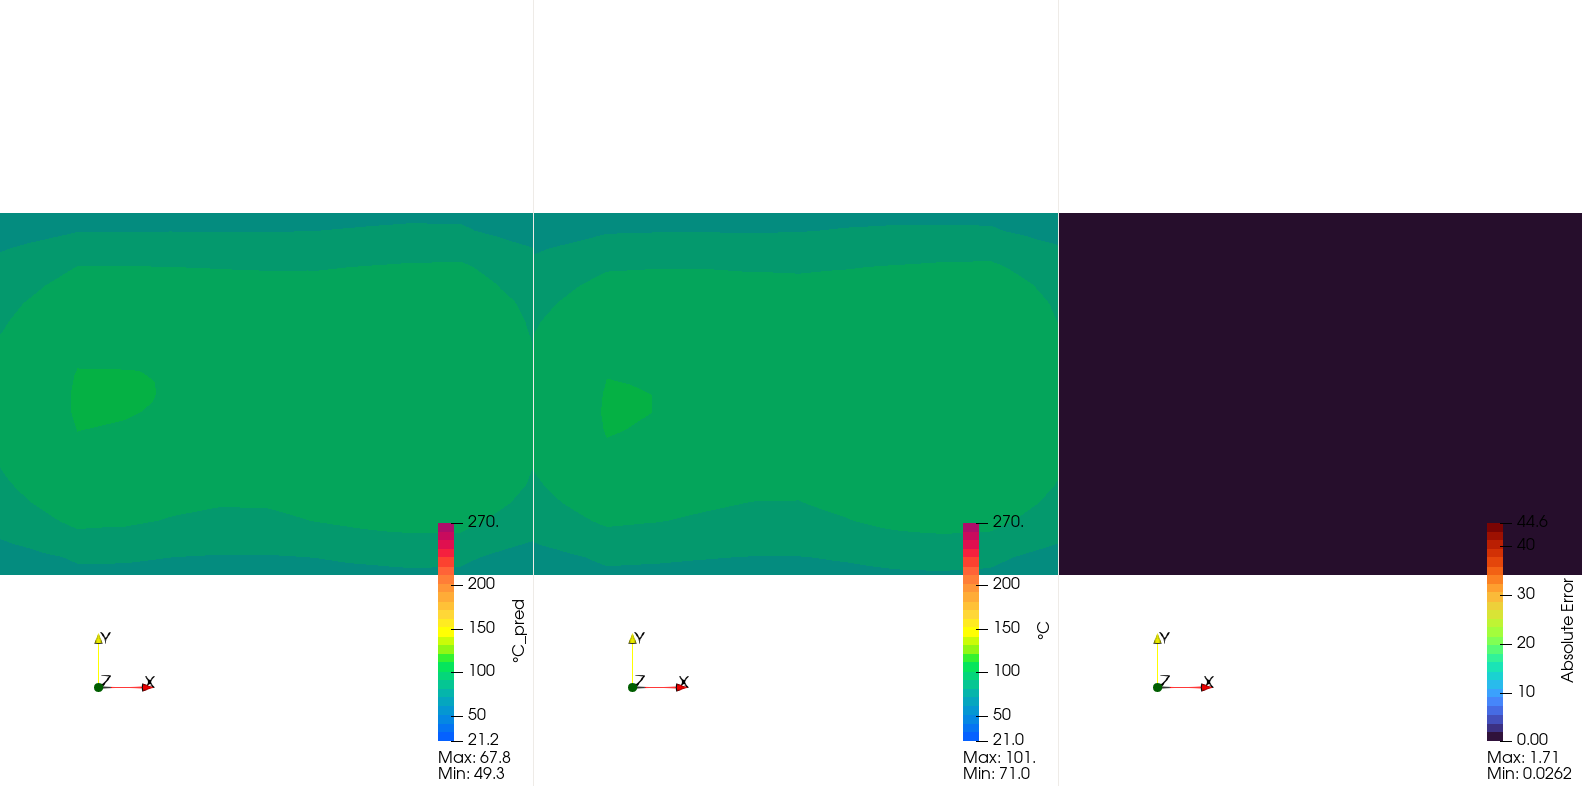 270.
200
150
100
50
21.2
°C_pred
Max: 67.8
Min: 49.3
Y
Z
X
270.
200
150
100
50
21.0
°C
Max: 101.
Min: 71.0
Y
Z
X
44.6
40
30
20
10
0.00
Absolute Error
Max: 1.71
Min: 0.0262
Y
Z
X